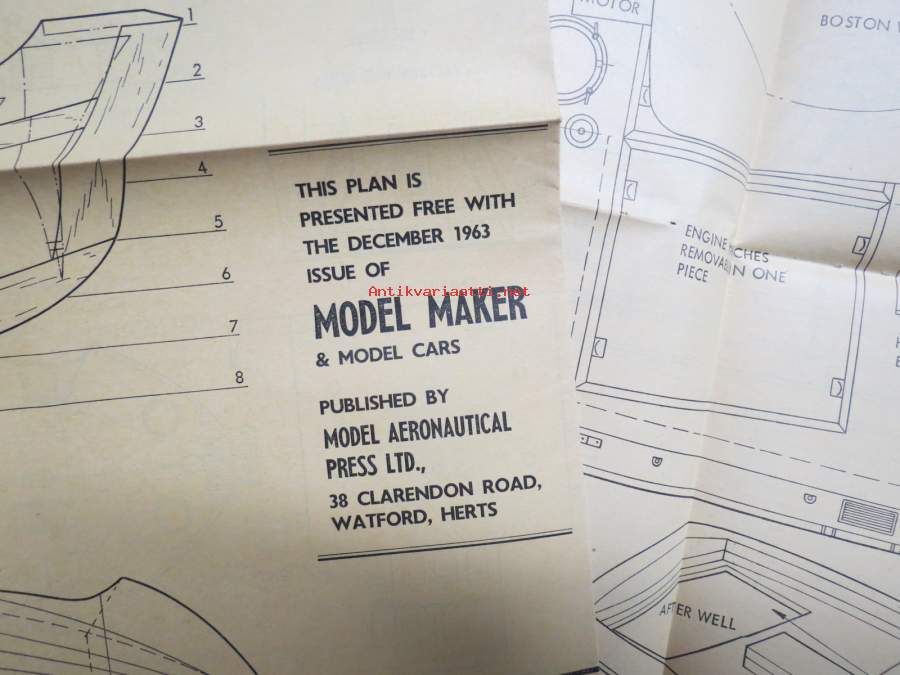 1
2
3
4
5
6
7
8
THIS PLAN IS
PRESENTED FREE WITH
THE DECEMBER 1963
ISSUE OF
MODEL MAKER
& MODEL CARS
PUBLISHED BY
MODEL AERONAUTICAL
PRESS LTD.,
38 CLARENDON ROAD,
WATFORD, HERTS
Antikvariaatti.net
MOTOR
BOSTON
ENGINE
IN ONE
PIECE
AFTER WELL